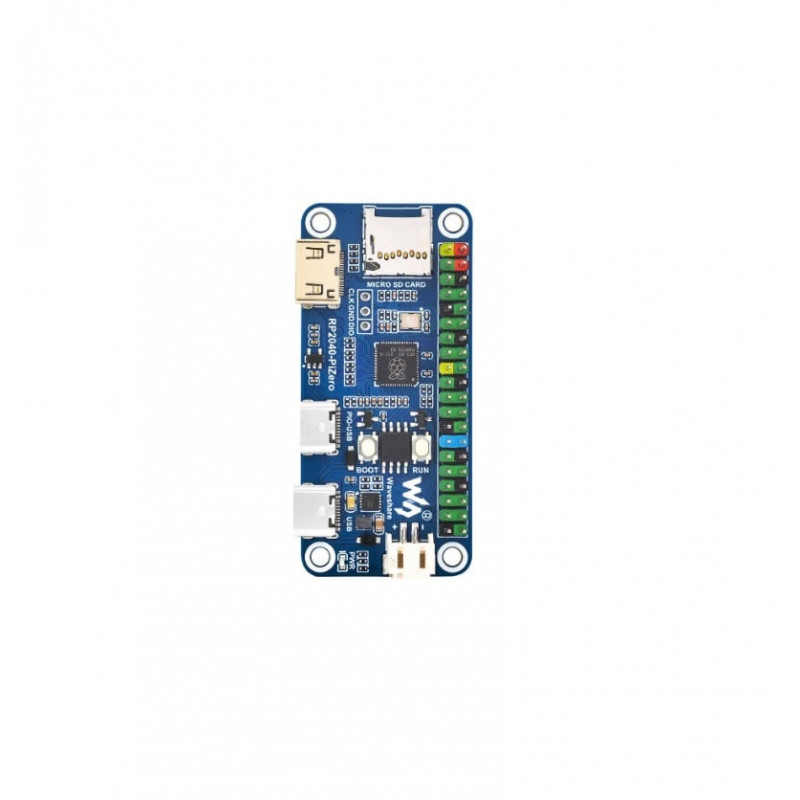 MICRO SD CARD
CLK GND DIO
RP2040-PiZero
PIO-USB
BOOT
RUN
Waveshare
USB
PWR